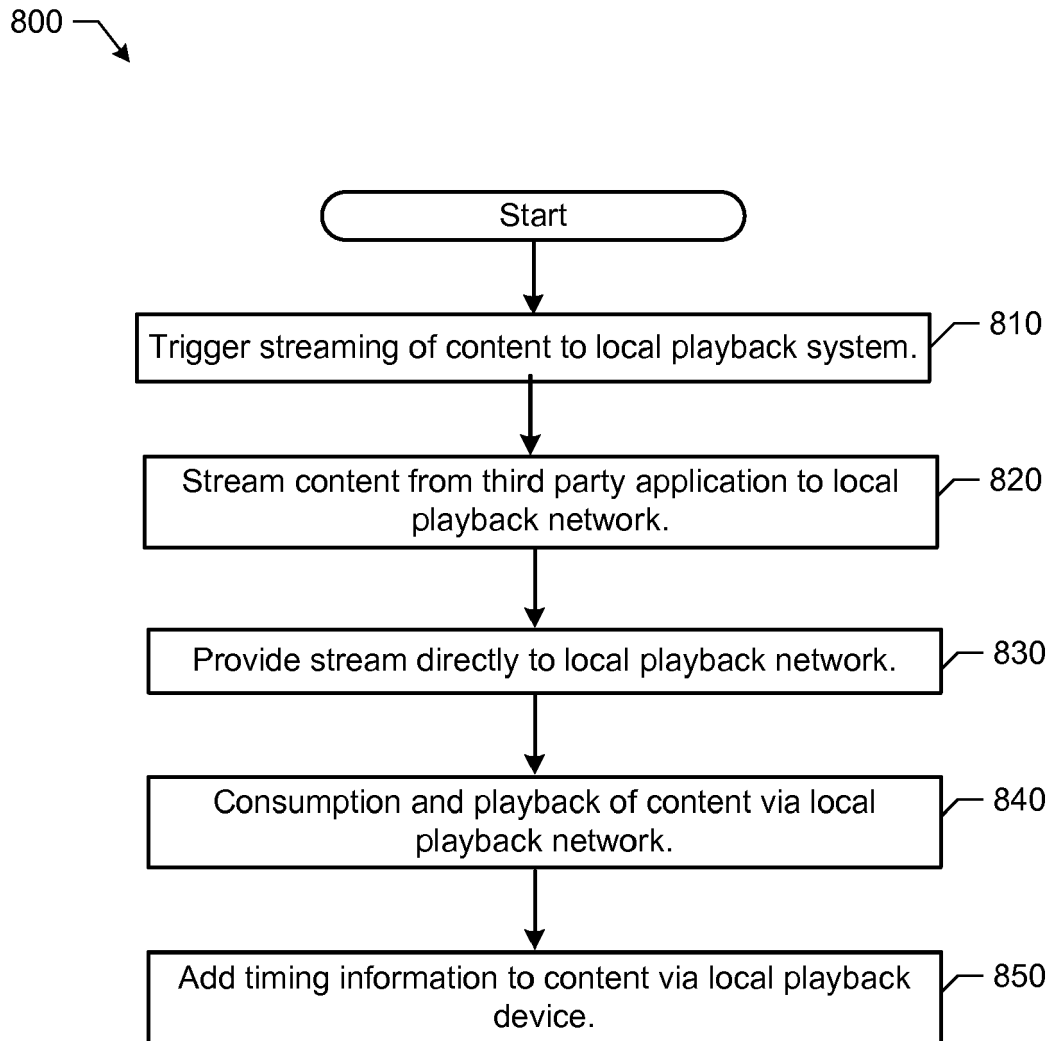 800
Start
Trigger streaming of content to local playback system.
810
Stream content from third party application to local
playback network.
820
Provide stream directly to local playback network.
830
Consumption and playback of content via local
playback network.
840
Add timing information to content via local playback
device.
850